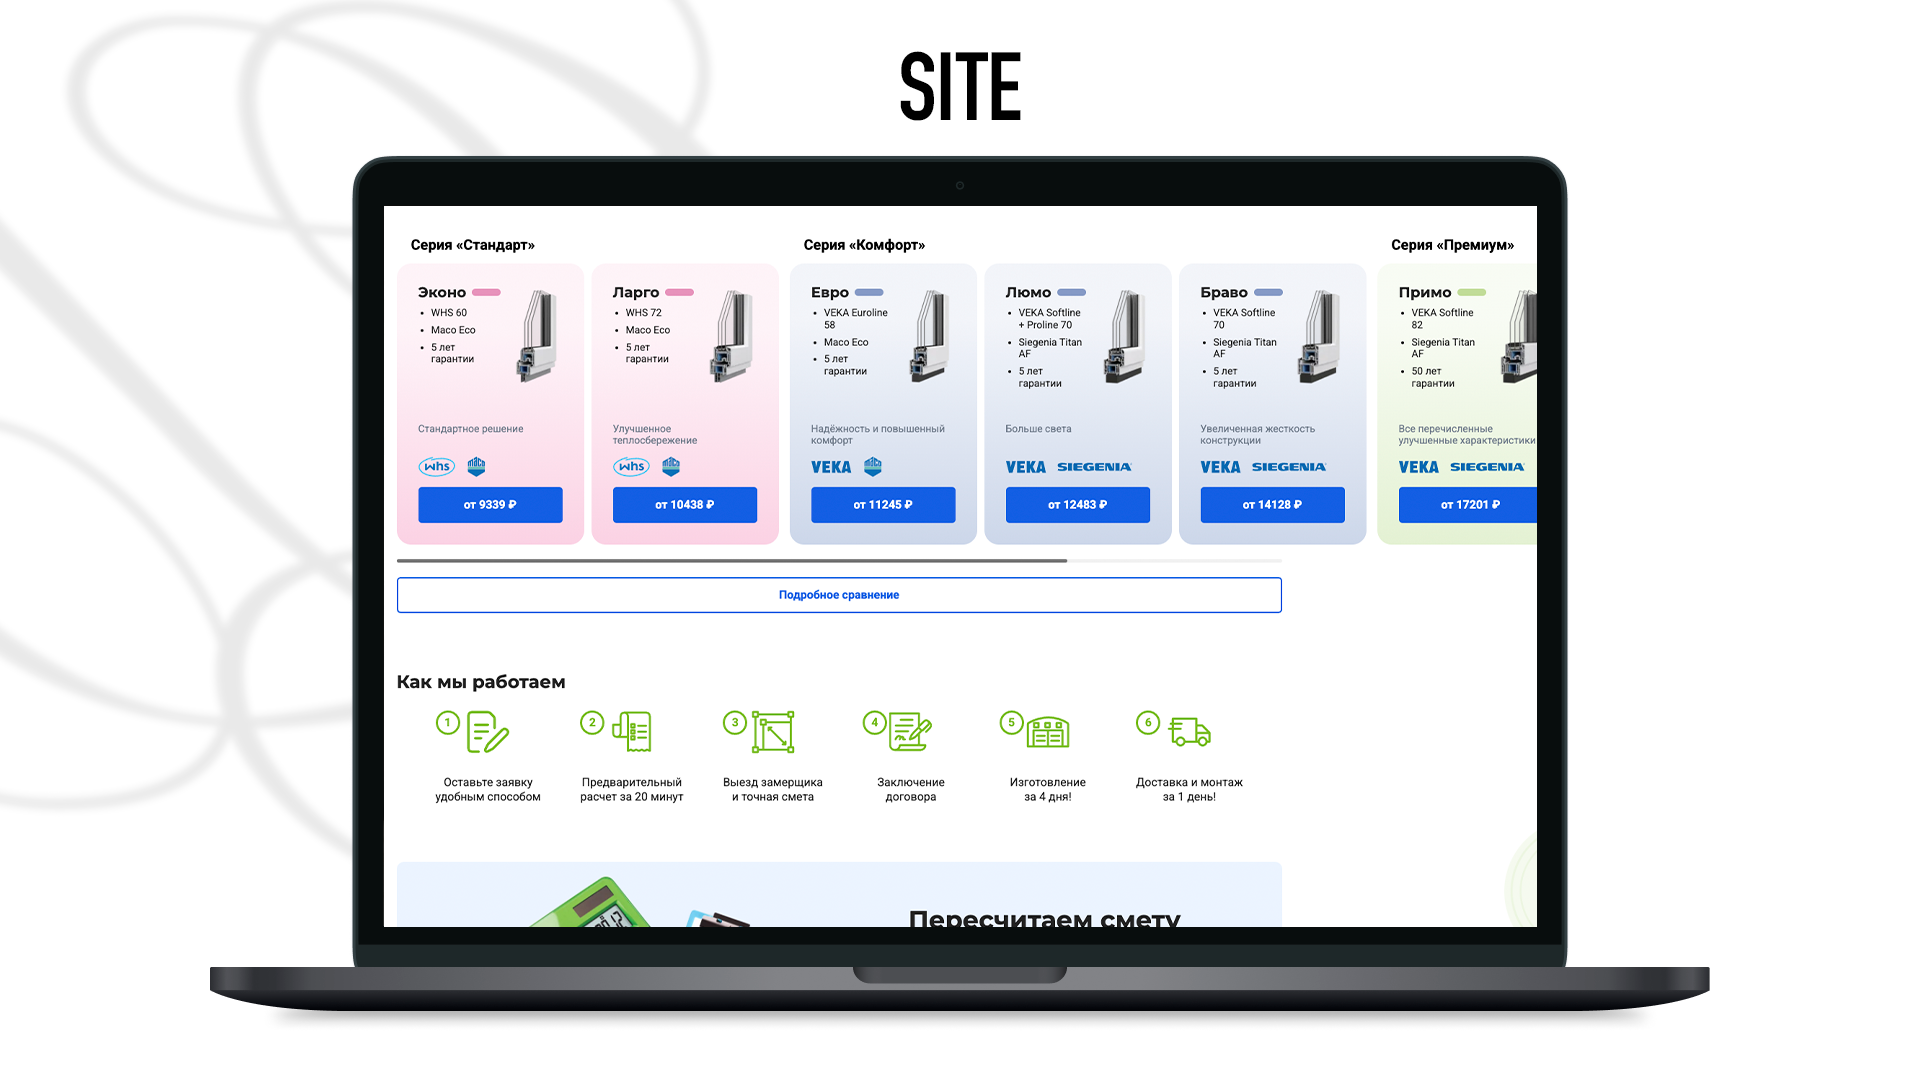 SITE
Серия «Стандарт»
Эконо
WHS 60
Maco Eco
5 лет
гарантии
Стандартное решение
whs
maco
от 9339 ₽
Ларго
WHS 72
Maco Eco
5 лет
гарантии
Улучшенное
теплосбережение
whs
maco
от 10438 ₽
Серия «Комфорт»
Евро
VEKA Euroline
58
Maco Eco
5 лет
гарантии
Надёжность и повышенный
комфорт
VEKA
maco
от 11245 ₽
Люмо
VEKA Softline
+ Proline 70
Siegenia Titan
AF
5 лет
гарантии
Больше света
VEKA SIEGENIA
от 12483 ₽
Браво
VEKA Softline
70
Siegenia Titan
AF
5 лет
гарантии
Увеличенная жесткость
конструкции
VEKA SIEGENIA
от 14128 ₽
Серия «Премиум»
Примо
VEKA Softline
82
Siegenia Titan
AF
50 лет
гарантии
Все перечисленные
улучшенные характеристики
VEKA SIEGENIA
от 17201 ₽
Подробное сравнение
Как мы работаем
1
Оставьте заявку
удобным способом
2
Предварительный
расчет за 20 минут
3
Выезд замерщика
и точная смета
4
Заключение
договора
5
Изготовление
за 4 дня!
6
Доставка и монтаж
за 1 день!
Пересчитаем смету